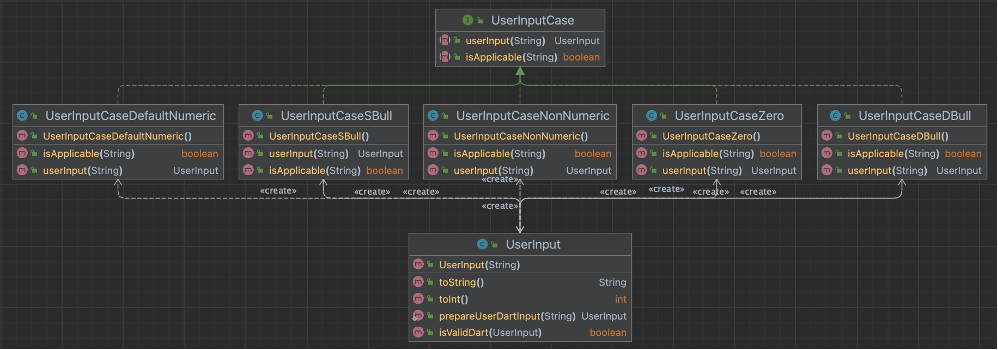 UserInputCase
userInput(String) UserInput
isApplicable(String) boolean
UserInputCaseDefaultNumeric
UserInputCaseDefaultNumeric()
isApplicable(String) boolean
userInput(String) UserInput
UserInputCaseSBull
UserInputCaseSBull()
userInput(String) UserInput
isApplicable(String) boolean
UserInputCaseNonNumeric
UserInputCaseNonNumeric()
isApplicable(String) boolean
userInput(String) UserInput
UserInputCaseZero
UserInputCaseZero()
isApplicable(String) boolean
userInput(String) UserInput
UserInputCaseDBull
UserInputCaseDBull()
isApplicable(String) boolean
userInput(String) UserInput
«create»
«create»
«create»
«create»
«create»
«create»
«create»
«create»
«create»
UserInput
UserInput(String)
toString() String
toInt() int
prepareUserDartInput(String) UserInput
isValidDart(UserInput) boolean